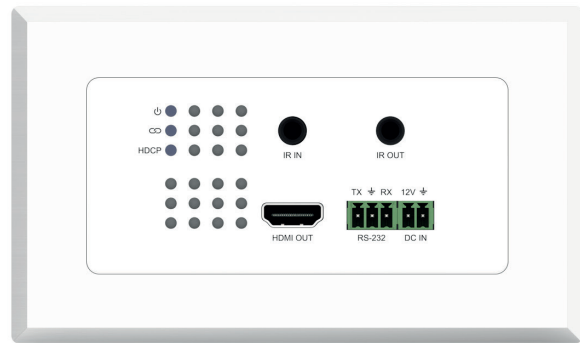 HDCP
IR IN
IR OUT
TX RX 12V
HDMI OUT
RS-232
DC IN